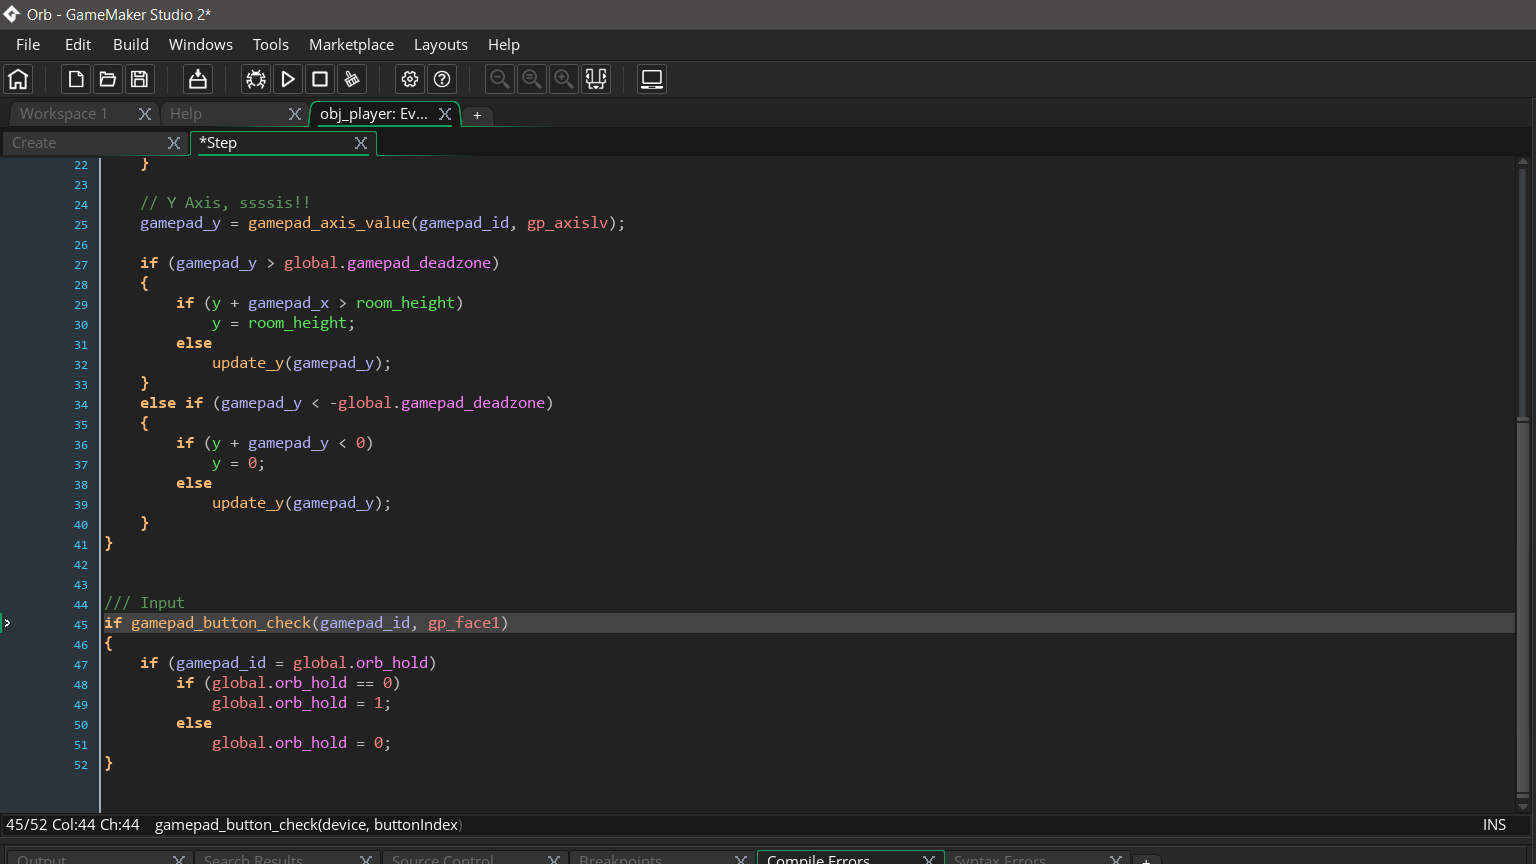 Orb - GameMaker Studio 2*
File Edit Build Windows Tools Marketplace Layouts Help
Workspace 1 X Help X obj_player: Ev... X +
Create X *Step X
22 }
23
24 // Y Axis, ssssis!!
25 gamepad_y = gamepad_axis_value(gamepad_id, gp_axislv);
26
27 if (gamepad_y > global.gamepad_deadzone)
28 {
29 if (y + gamepad_x > room_height)
30 y = room_height;
31 else
32 update_y(gamepad_y);
33 }
34 else if (gamepad_y < -global.gamepad_deadzone)
35 {
36 if (y + gamepad_y < 0)
37 y = 0;
38 else
39 update_y(gamepad_y);
40 }
41 }
42
43
44 /// Input
45 if gamepad_button_check(gamepad_id, gp_face1)
46 {
47 if (gamepad_id = global.orb_hold)
48 if (global.orb_hold == 0)
49 global.orb_hold = 1;
50 else
51 global.orb_hold = 0;
52 }
45/52 Col:44 Ch:44 gamepad_button_check(device, buttonIndex) INS
Output X Search Results X Source Control X Breakpoints X Compile Errors X Syntax Errors X +